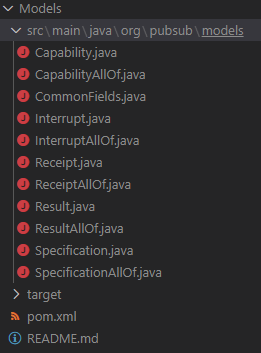 Models
src\main\java\org\pubsub\models
Capability.java
CapabilityAllOf.java
CommonFields.java
Interrupt.java
InterruptAllOf.java
Receipt.java
ReceiptAllOf.java
Result.java
ResultAllOf.java
Specification.java
SpecificationAllOf.java
target
pom.xml
README.md